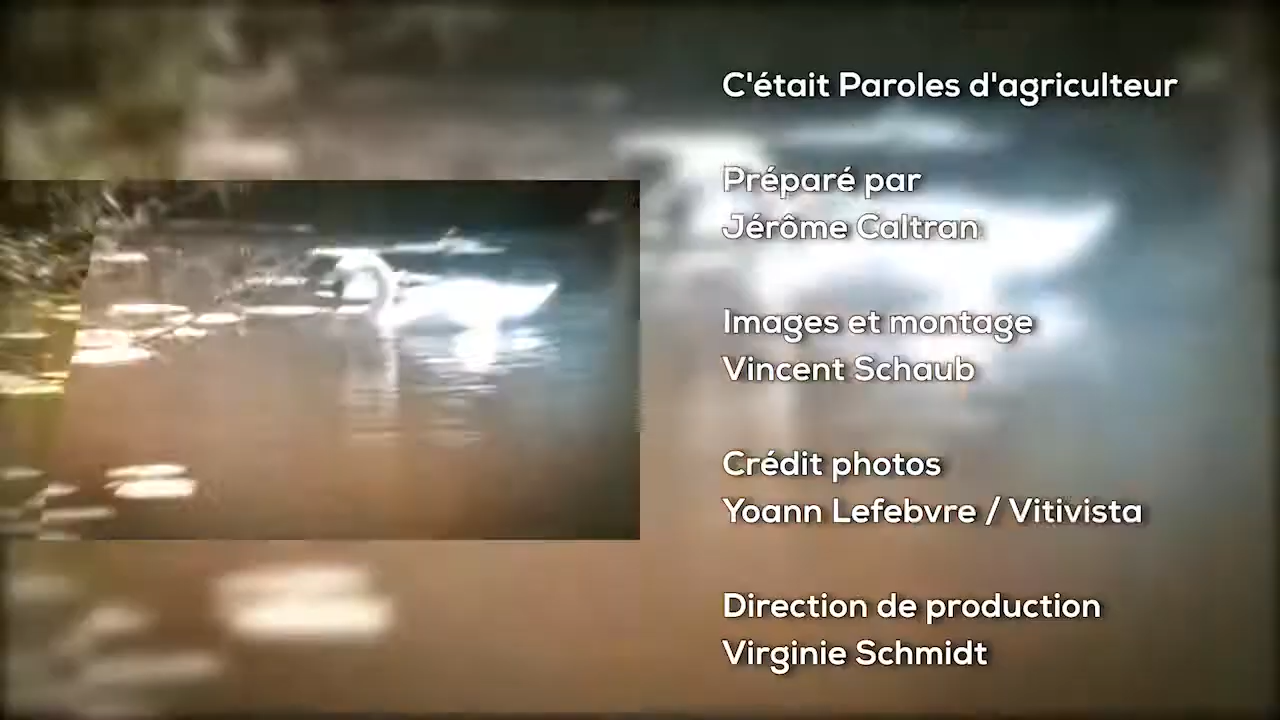 C'était Paroles d'agriculteur
Préparé par
Jérôme Caltran
Images et montage
Vincent Schaub
Crédit photos
Yoann Lefebvre / Vitivista
Direction de production
Virginie Schmidt